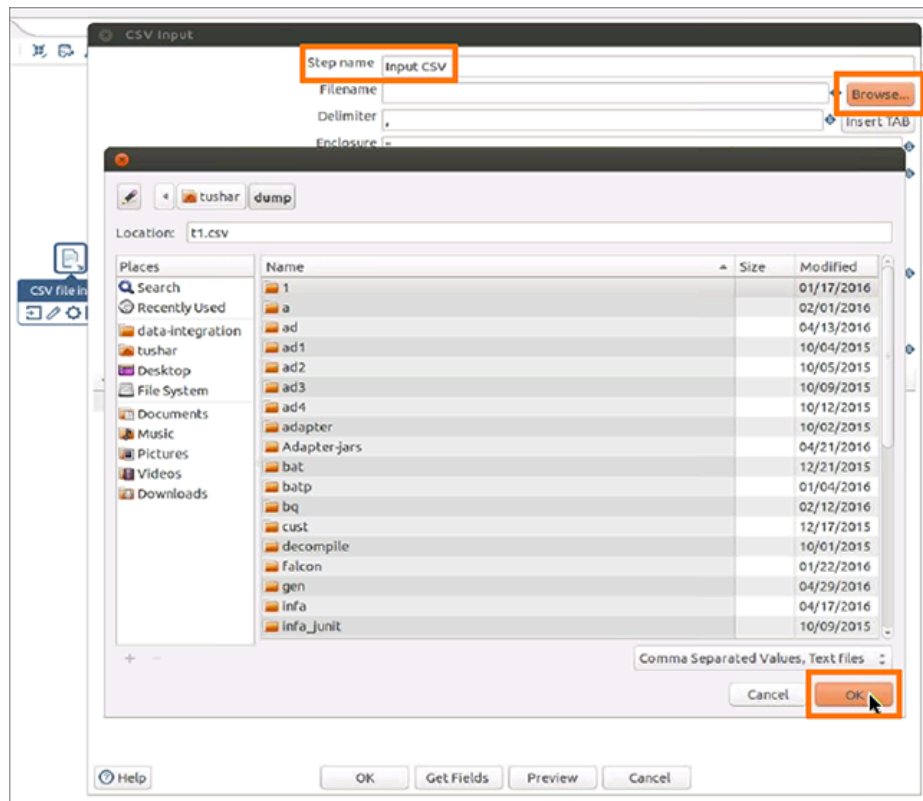 CSV Input
Step name Input CSV
Filename Browse...
Delimiter , Insert TAB
Enclosure "
tushar dump
Location: t1.csv
Places Name Size Modified
Search 1 01/17/2016
Recently Used a 02/01/2016
data-integration ad 04/13/2016
tushar ad1 10/04/2015
Desktop ad2 10/05/2015
File System ad3 10/09/2015
Documents ad4 10/12/2015
Music adapter 10/02/2015
Pictures Adapter-jars 04/21/2016
Videos bat 12/21/2015
Downloads batp 01/04/2016
bq 02/12/2016
cust 12/17/2015
decompile 10/01/2015
falcon 01/22/2016
gen 04/29/2016
infa 04/17/2016
infa_junit 10/09/2015
Comma Separated Values, Text files
Cancel OK
CSV file in
Help OK Get Fields Preview Cancel